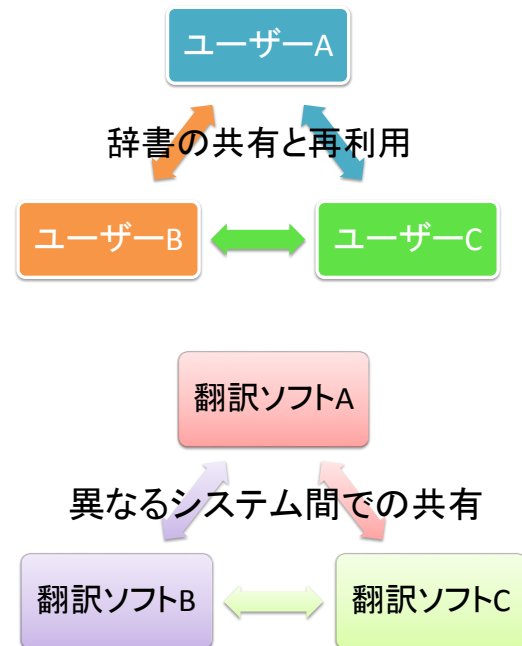 ユーザーA
辞書の共有と再利用
ユーザーB
ユーザーC
翻訳ソフトA
異なるシステム間での共有
翻訳ソフトB
翻訳ソフトC